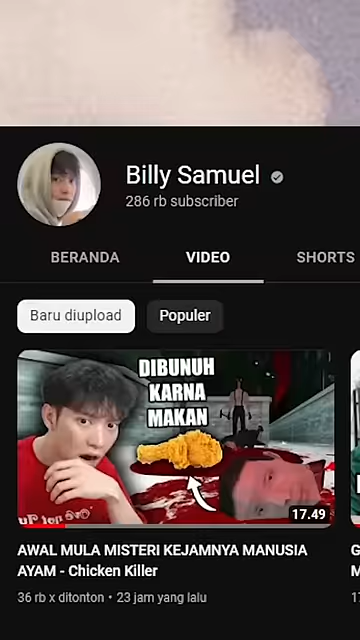 Billy Samuel
286 rb subscriber
BERANDA VIDEO SHORTS
Baru diupload Populer
DIBUNUH
KARNA
MAKAN
17.49
AWAL MULA MISTERI KEJAMNYA MANUSIA
AYAM - Chicken Killer
36 rb x ditonton • 23 jam yang lalu